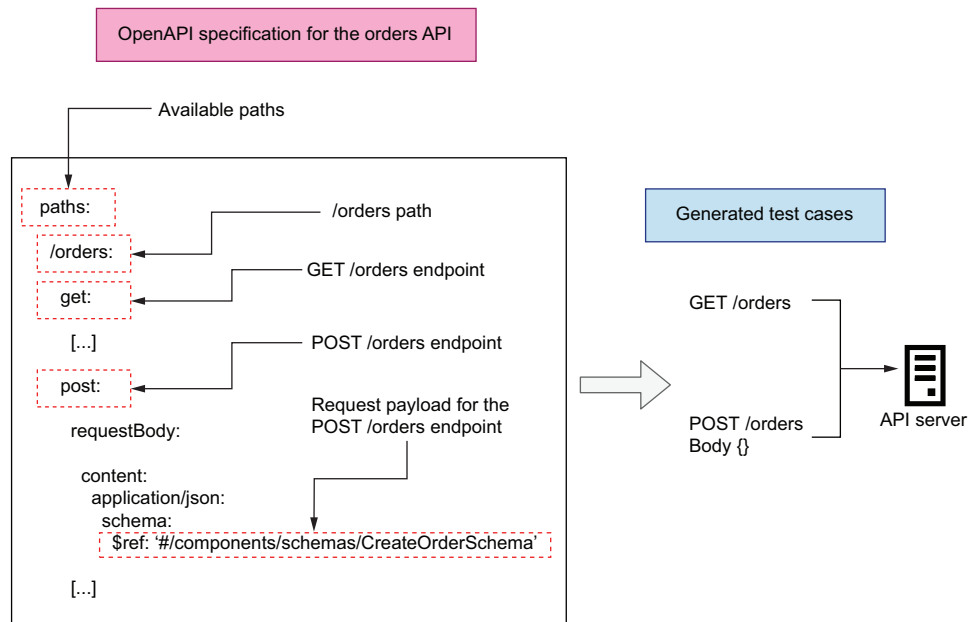 OpenAPI specification for the orders API
Available paths
paths:
/orders path
/orders:
GET /orders endpoint
get:
[...]
POST /orders endpoint
post:
Request payload for the
POST /orders endpoint
requestBody:
content:
application/json:
schema:
$ref: ‘#/components/schemas/CreateOrderSchema’
[...]
Generated test cases
GET /orders
POST /orders
Body {}
API server